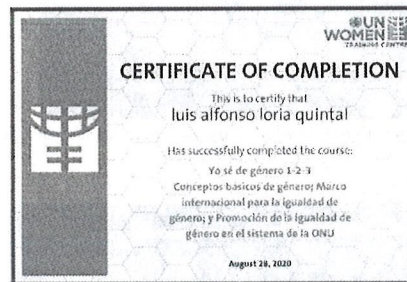 UN
WOMEN
TRAINING CENTRE
CERTIFICATE OF COMPLETION
This is to certify that
luis alfonso loria quintal
Has successfully completed the course:
Yo sé de género 1-2-3
Conceptos básicos de género; Marco
internacional para la igualdad de
género; y Promoción de la igualdad de
género en el sistema de la ONU
August 28, 2020